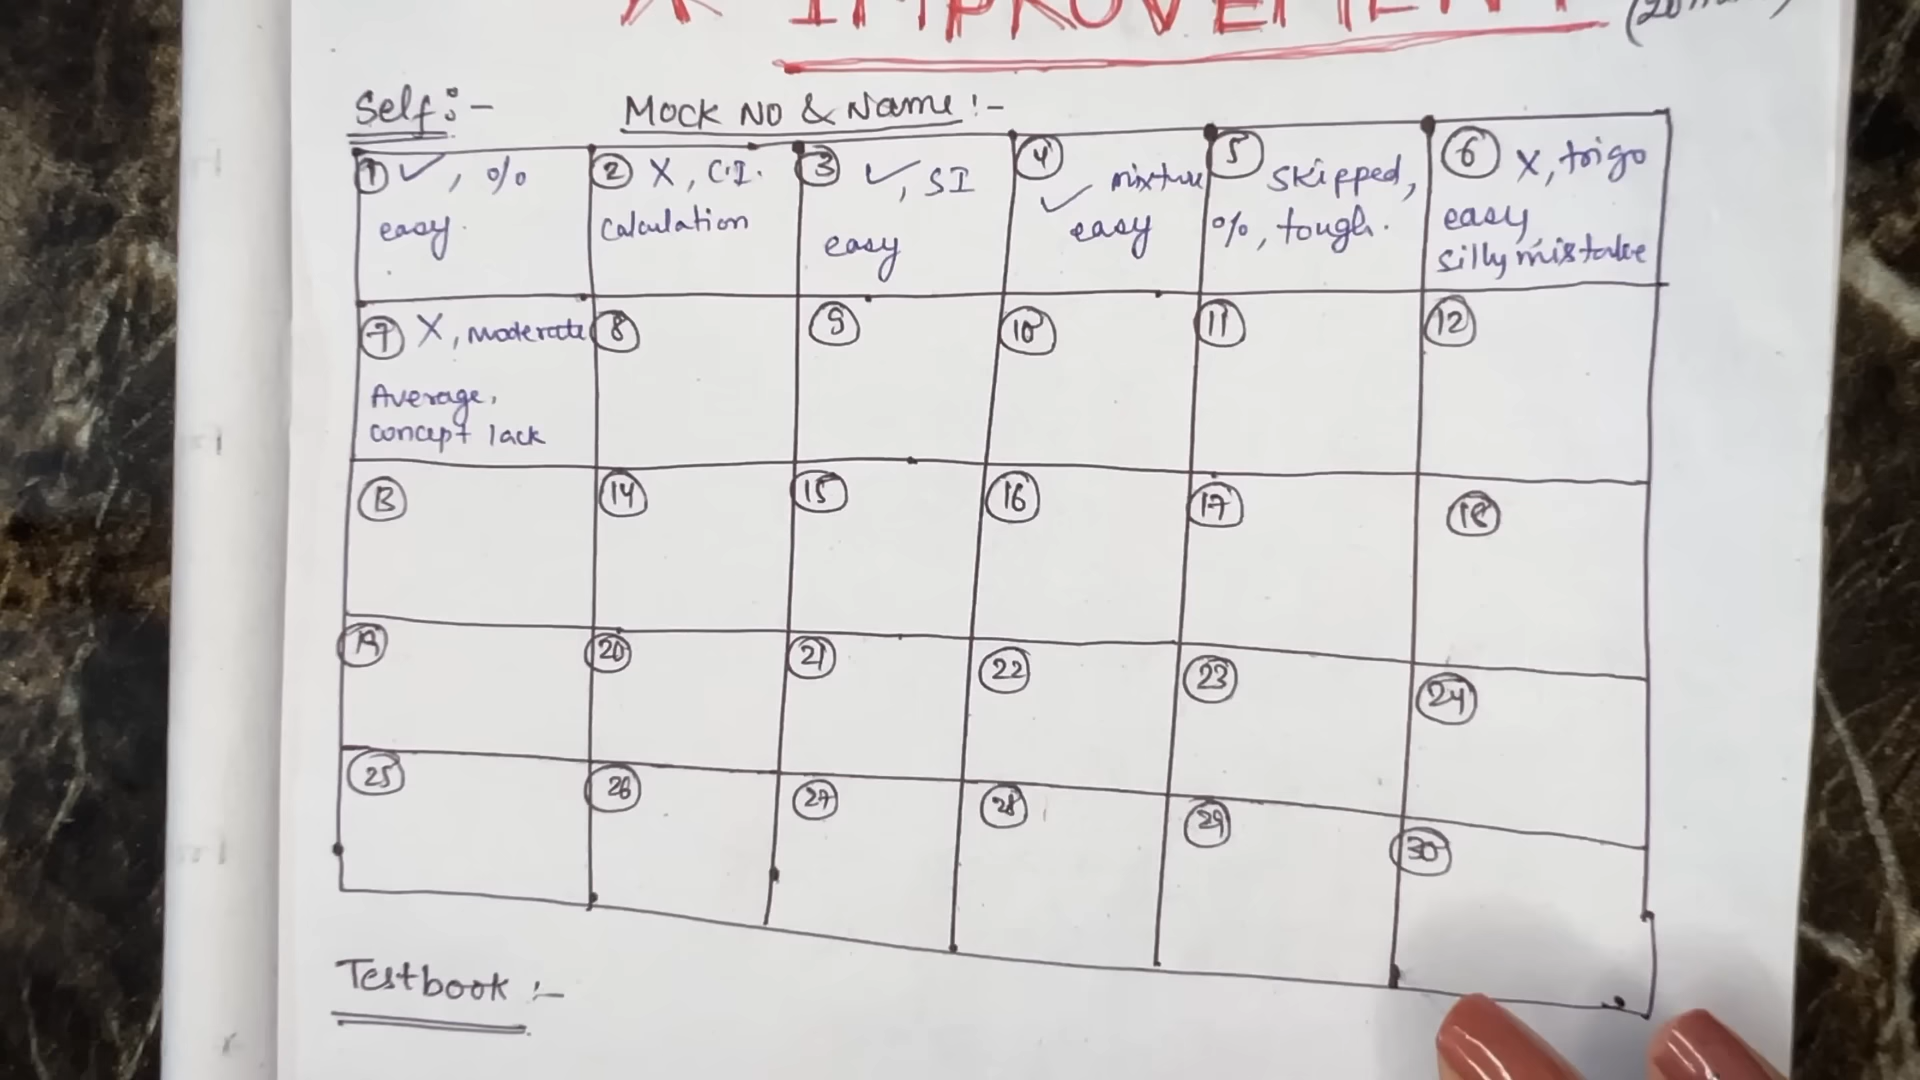 IMPROVEMENT
Self:- Mock No & Name:-
① ✓, %
easy.
② X, C.I.
calculation
③ ✓, SI
easy
④ mixture
✓ easy
⑤ skipped,
%, tough.
⑥ X, trigo
easy
silly mistake
⑦ X, moderate
Average,
concept lack
⑧
⑨
⑩
⑪
⑫
⑬
⑭
⑮
⑯
⑰
⑱
⑲
⑳
㉑
㉒
㉓
㉔
㉕
㉖
㉗
㉘
㉙
㉚
Testbook :-